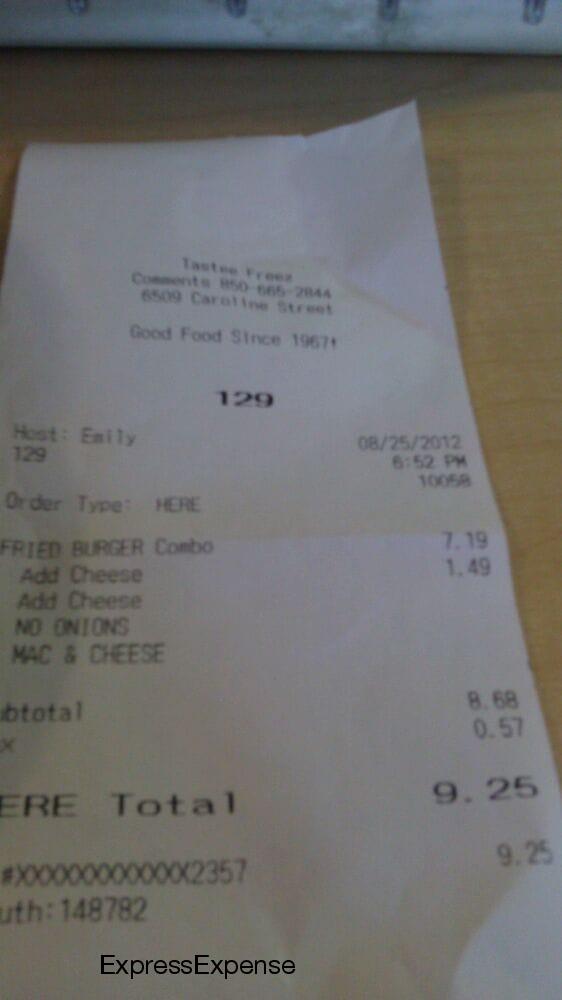 Tastee Freez
Comments 850-665-2844
6509 Caroline Street
Good Food Since 1967!
129
Host: Emily 08/25/2012
129 6:52 PM
10058
Order Type: HERE
FRIED BURGER Combo 7.19
Add Cheese 1.49
Add Cheese
NO ONIONS
MAC & CHEESE
ubtotal 8.68
x 0.57
ERE Total 9.25
#XXXXXXXXXXXX2357 9.25
uth:148782
ExpressExpense